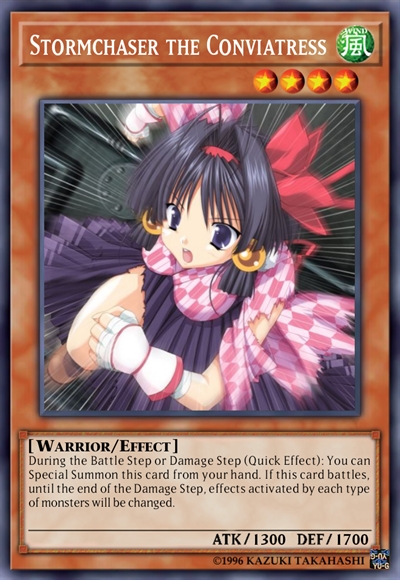 Stormchaser the Conviatress
WIND
風
[Warrior/Effect]
During the Battle Step or Damage Step (Quick Effect): You can
Special Summon this card from your hand. If this card battles,
until the end of the Damage Step, effects activated by each type
of monsters will be changed.
ATK/1300 DEF/1700
©1996 KAZUKI TAKAHASHI